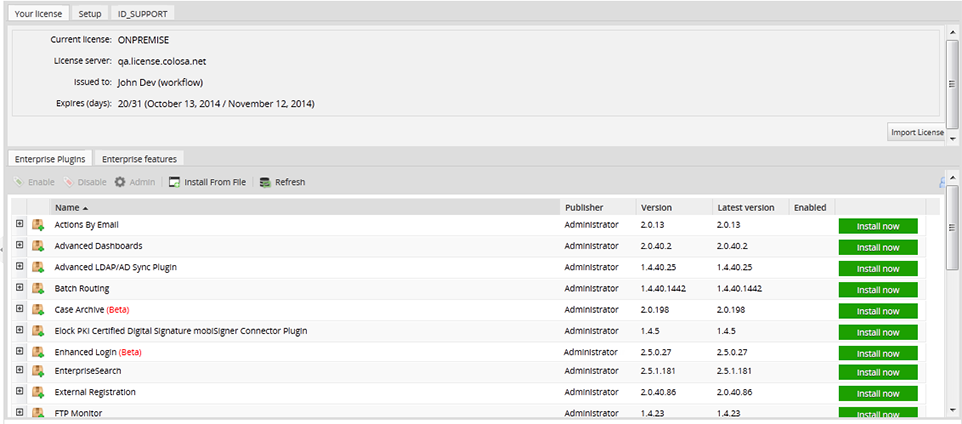 Your license Setup ID_SUPPORT
Current license: ONPREMISE
License server: qa.license.colosa.net
Issued to: John Dev (workflow)
Expires (days): 20/31 (October 13, 2014 / November 12, 2014)
Import License
Enterprise Plugins Enterprise features
Enable Disable Admin Install From File Refresh
Name Publisher Version Latest version Enabled
Actions By Email Administrator 2.0.13 2.0.13 Install now
Advanced Dashboards Administrator 2.0.40.2 2.0.40.2 Install now
Advanced LDAP/AD Sync Plugin Administrator 1.4.40.25 1.4.40.25 Install now
Batch Routing Administrator 1.4.40.1442 1.4.40.1442 Install now
Case Archive (Beta) Administrator 2.0.198 2.0.198 Install now
Elock PKI Certified Digital Signature mobiSigner Connector Plugin Administrator 1.4.5 1.4.5 Install now
Enhanced Login (Beta) Administrator 2.5.0.27 2.5.0.27 Install now
EnterpriseSearch Administrator 2.5.1.181 2.5.1.181 Install now
External Registration Administrator 2.0.40.86 2.0.40.86 Install now
FTP Monitor Administrator 1.4.23 1.4.23 Install now